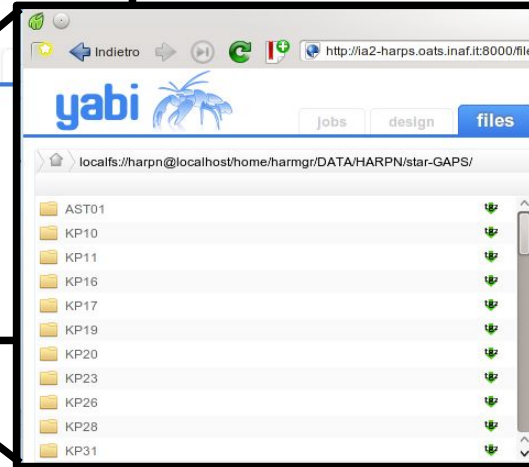 Indietro
http://ia2-harps.oats.inaf.it:8000/file
yabi
jobs design files
localfs://harpn@localhost/home/harmgr/DATA/HARPN/star-GAPS/
AST01
KP10
KP11
KP16
KP17
KP19
KP20
KP23
KP26
KP28
KP31